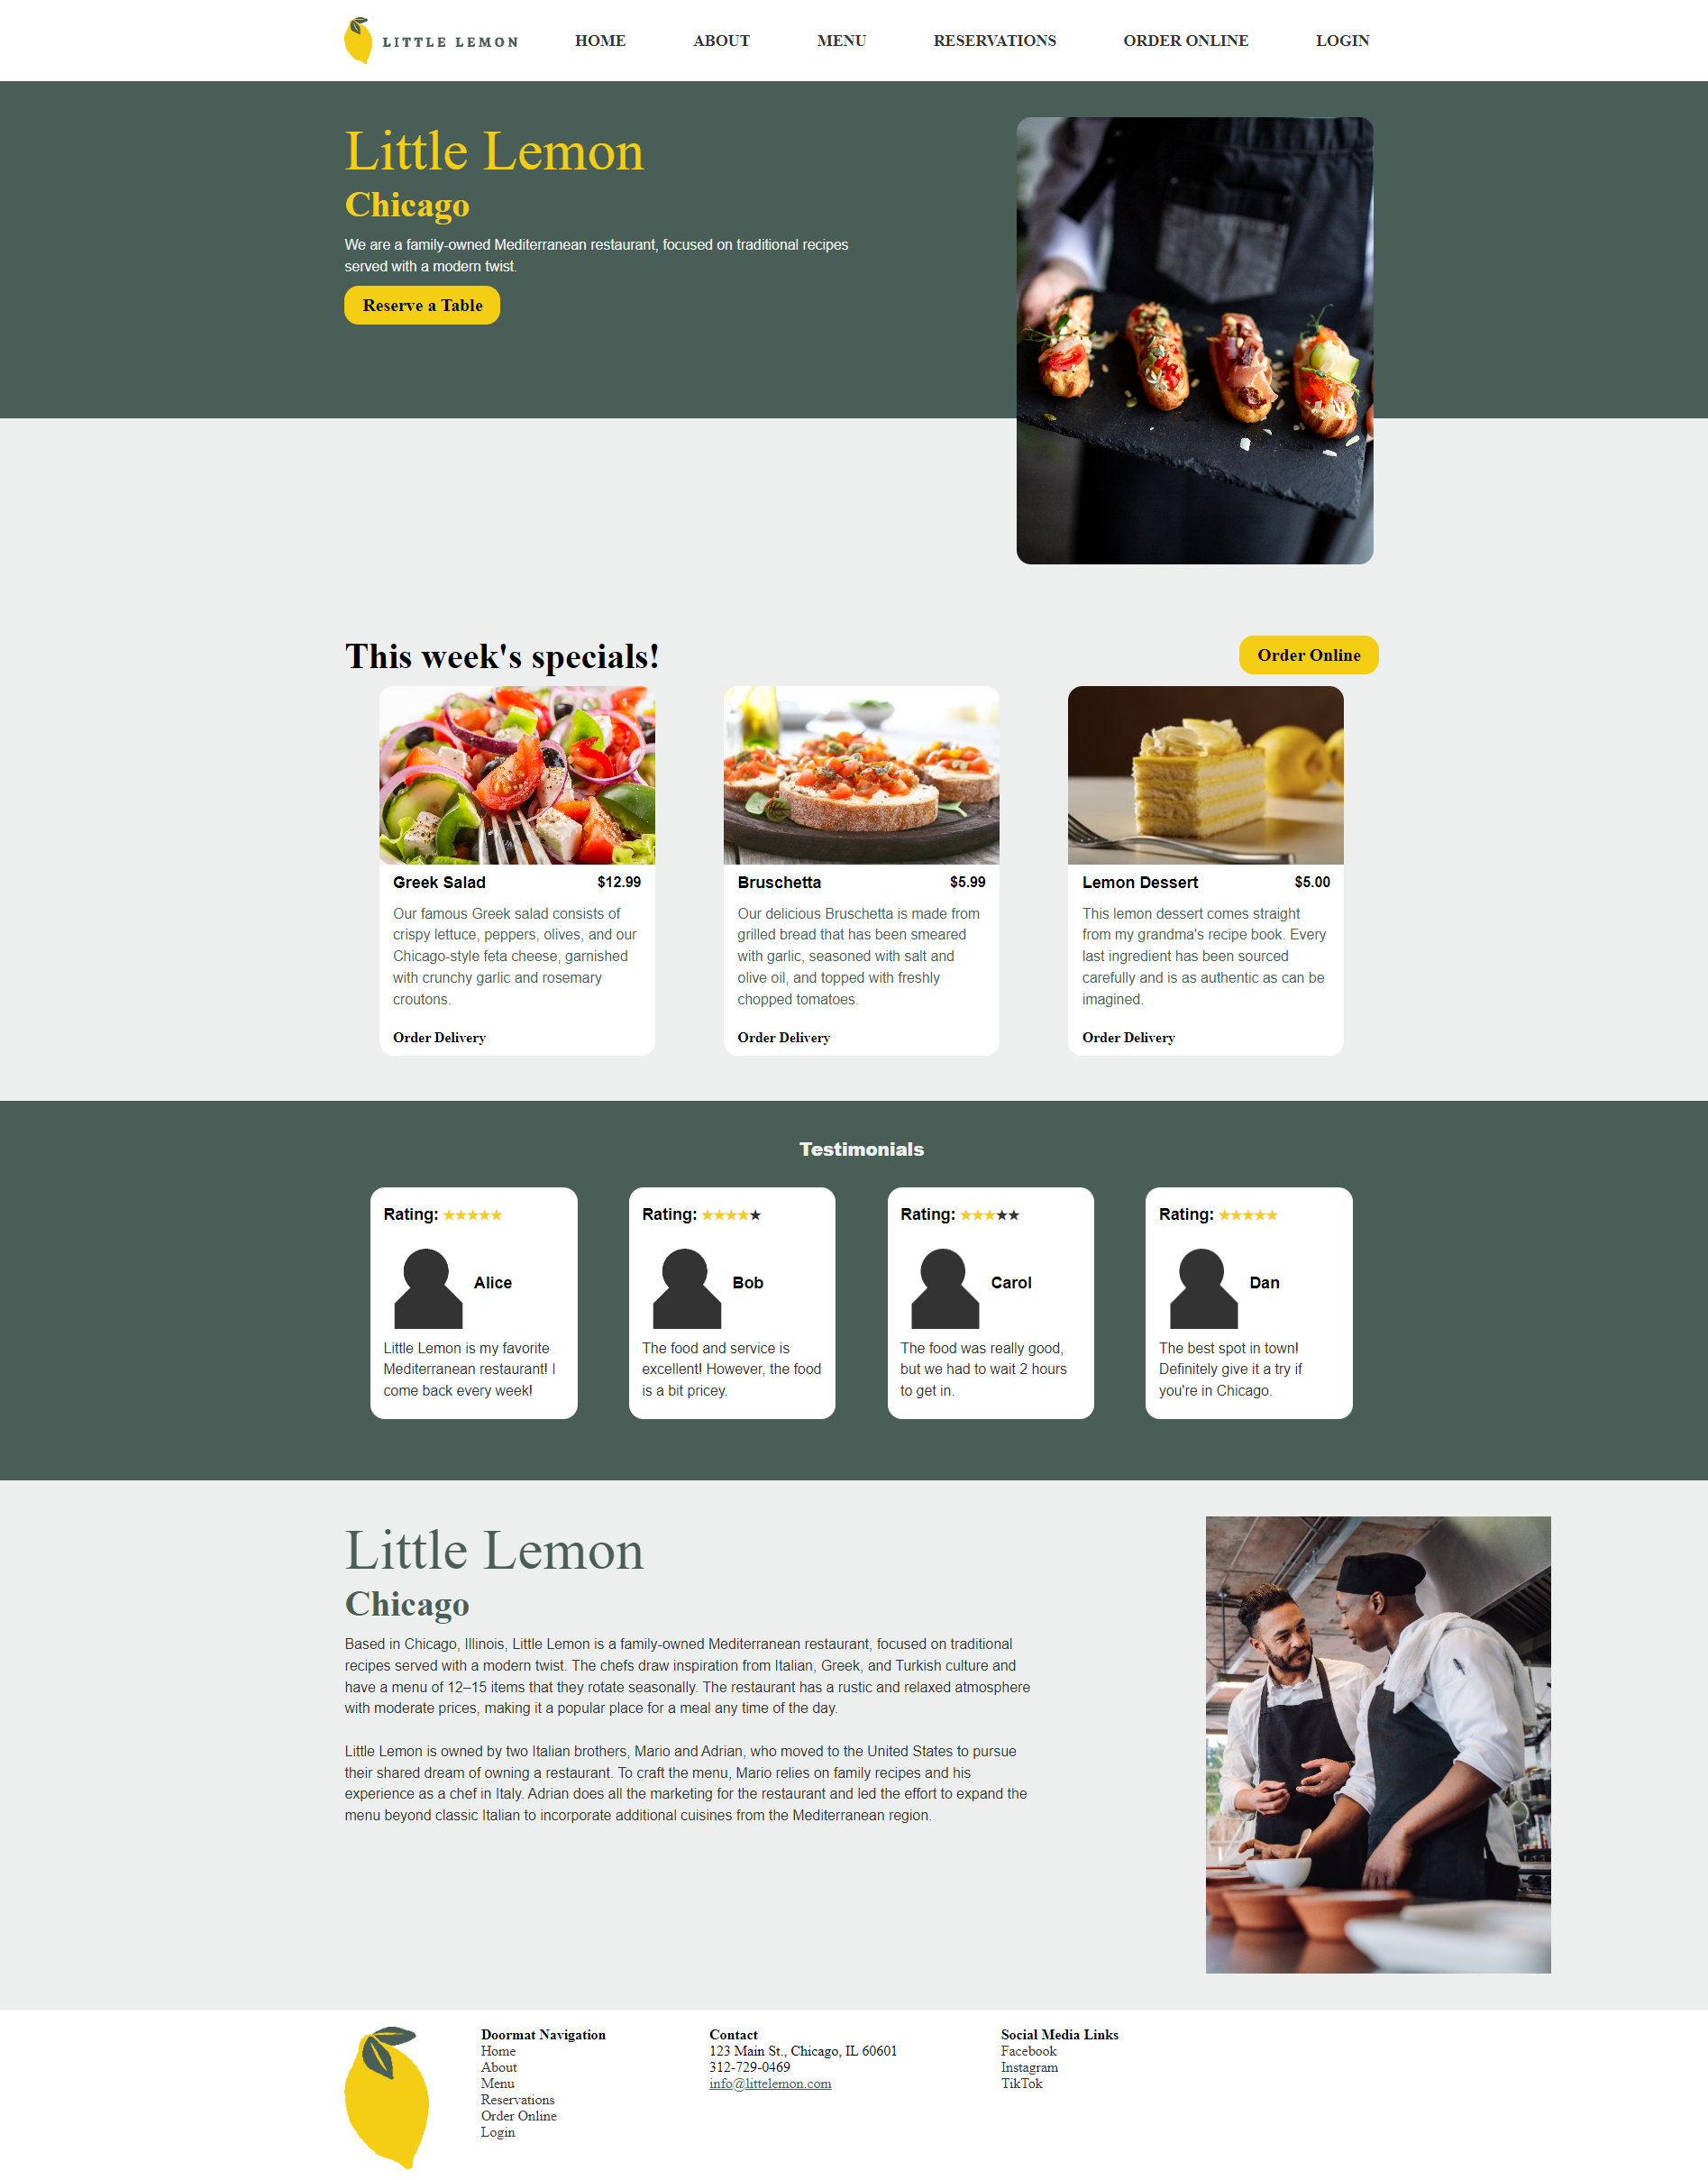 LITTLE LEMON
HOME
ABOUT
MENU
RESERVATIONS
ORDER ONLINE
LOGIN
Little Lemon
Chicago
We are a family-owned Mediterranean restaurant, focused on traditional recipes
served with a modern twist.
Reserve a Table
This week's specials!
Order Online
Greek Salad $12.99
Our famous Greek salad consists of
crispy lettuce, peppers, olives, and our
Chicago-style feta cheese, garnished
with crunchy garlic and rosemary
croutons.
Order Delivery
Bruschetta $5.99
Our delicious Bruschetta is made from
grilled bread that has been smeared
with garlic, seasoned with salt and
olive oil, and topped with freshly
chopped tomatoes.
Order Delivery
Lemon Dessert $5.00
This lemon dessert comes straight
from my grandma's recipe book. Every
last ingredient has been sourced
carefully and is as authentic as can be
imagined.
Order Delivery
Testimonials
Rating: ★★★★★
Alice
Little Lemon is my favorite
Mediterranean restaurant! I
come back every week!
Rating: ★★★★★
Bob
The food and service is
excellent! However, the food
is a bit pricey.
Rating: ★★★★★
Carol
The food was really good,
but we had to wait 2 hours
to get in.
Rating: ★★★★★
Dan
The best spot in town!
Definitely give it a try if
you're in Chicago.
Little Lemon
Chicago
Based in Chicago, Illinois, Little Lemon is a family-owned Mediterranean restaurant, focused on traditional
recipes served with a modern twist. The chefs draw inspiration from Italian, Greek, and Turkish culture and
have a menu of 12–15 items that they rotate seasonally. The restaurant has a rustic and relaxed atmosphere
with moderate prices, making it a popular place for a meal any time of the day.
Little Lemon is owned by two Italian brothers, Mario and Adrian, who moved to the United States to pursue
their shared dream of owning a restaurant. To craft the menu, Mario relies on family recipes and his
experience as a chef in Italy. Adrian does all the marketing for the restaurant and led the effort to expand the
menu beyond classic Italian to incorporate additional cuisines from the Mediterranean region.
Doormat Navigation
Home
About
Menu
Reservations
Order Online
Login
Contact
123 Main St., Chicago, IL 60601
312-729-0469
info@littelemon.com
Social Media Links
Facebook
Instagram
TikTok